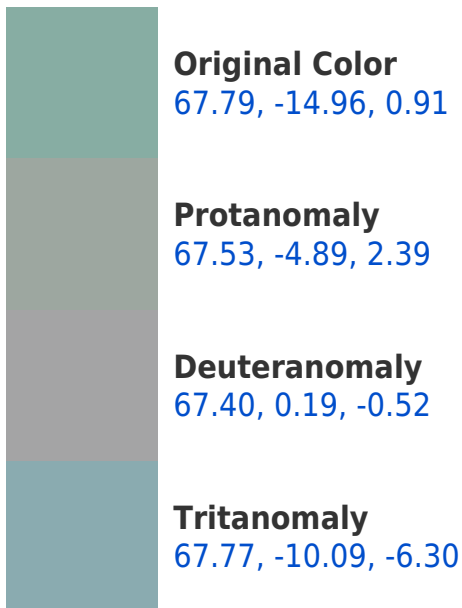 Original Color
67.79, -14.96, 0.91
Protanomaly
67.53, -4.89, 2.39
Deuteranomaly
67.40, 0.19, -0.52
Tritanomaly
67.77, -10.09, -6.30